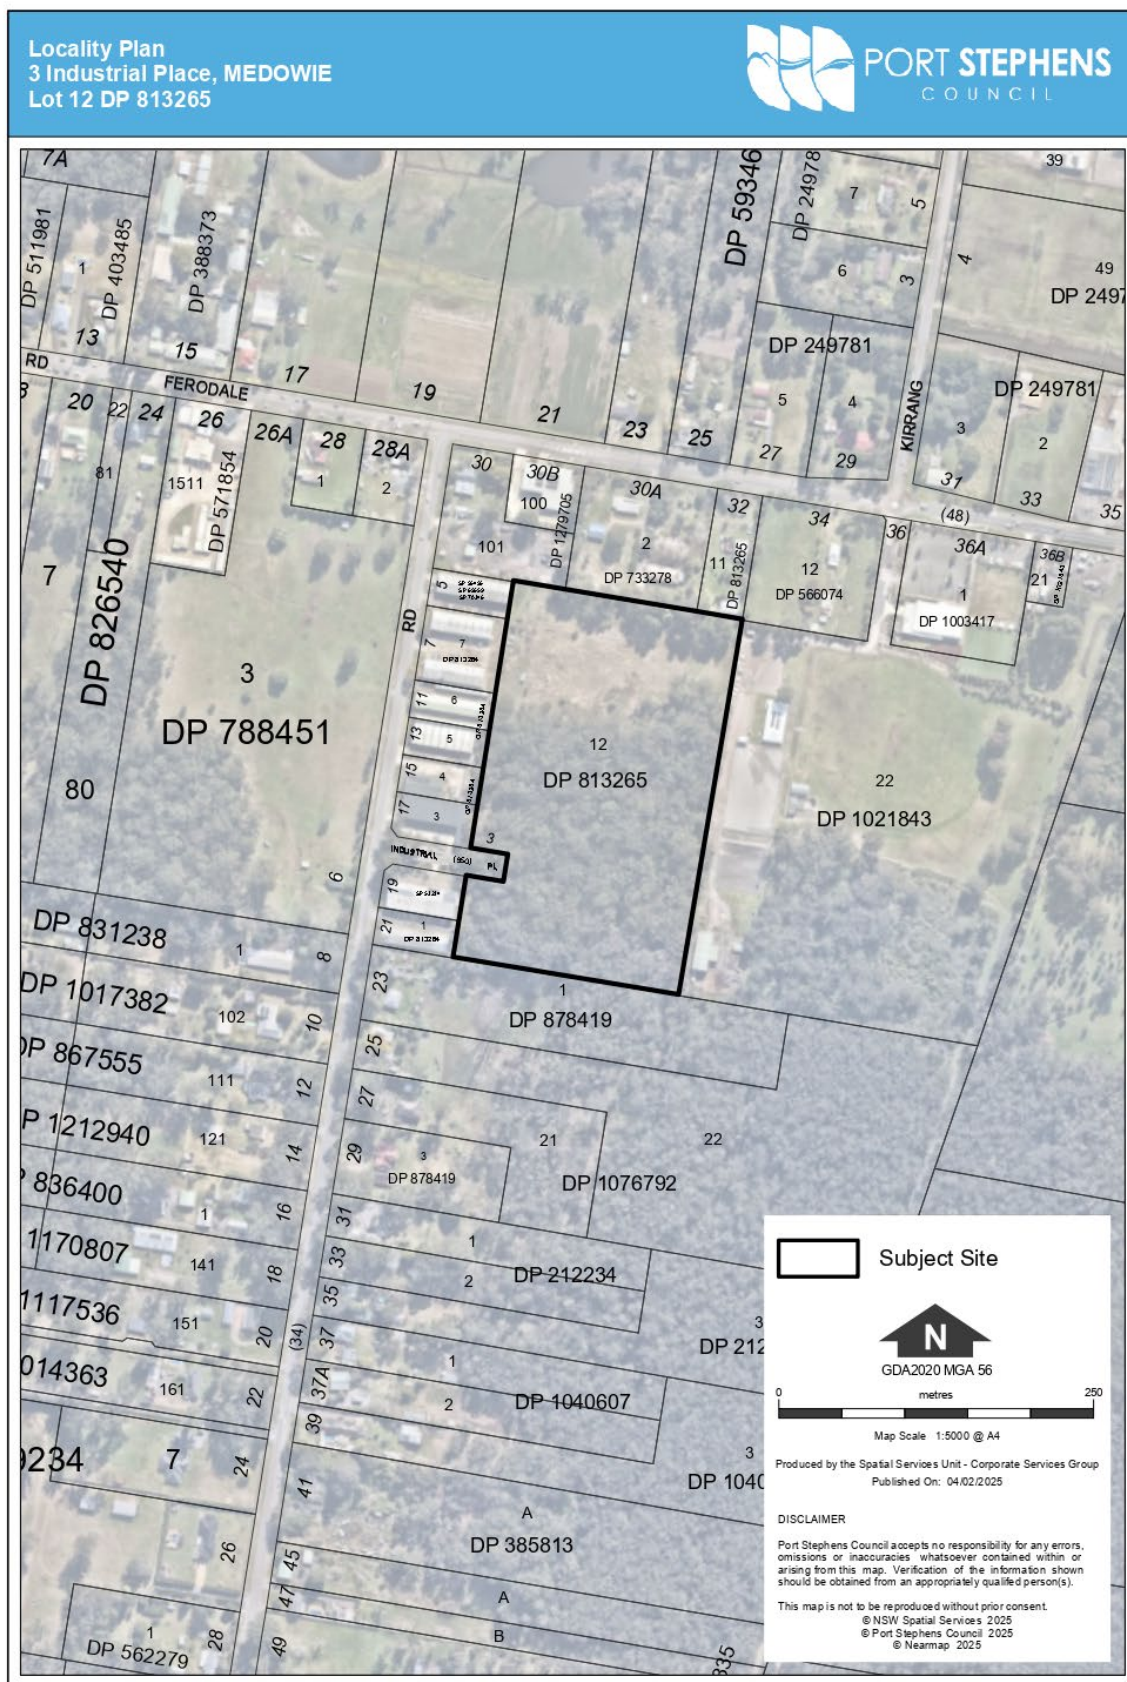 Locality Plan
3 Industrial Place, MEDOWIE
Lot 12 DP 813265
PORT STEPHENS
COUNCIL
7A
DP 511981
1
DP 403485
DP 388373
DP 59346
DP 24978
7
5
39
6
3
4
49
DP 2497
13
15
17
19
21
23
25
DP 249781
5
4
27
29
KIRRANG
DP 249781
3
2
31
33
35
(48)
RD
FERODALE
20
22
24
26
26A
28
28A
81
1511
DP 571854
1
2
30
30B
100
101
DP 1279705
30A
2
DP 733278
32
11
DP 813265
34
12
DP 566074
36
36A
1
DP 1003417
36B
21
7
DP 826540
80
3
DP 788451
RD
5
7
7
DP 813264
11
6
13
5
15
4
17
3
INDUSTRIAL
(950)
PL
3
12
DP 813265
22
DP 1021843
19
21
1
DP 813264
6
DP 831238
1
8
DP 1017382
102
10
DP 867555
111
12
P 1212940
121
14
836400
1
16
1170807
141
18
1117536
151
20
014363
161
22
9234
7
24
26
1
DP 562279
28
(34)
23
1
DP 878419
25
27
29
3
DP 878419
21
22
DP 1076792
31
1
33
2
DP 212234
35
3
DP 212
37
1
37A
2
DP 1040607
39
3
DP 1040
41
A
DP 385813
45
A
47
B
49
335
Subject Site
N
GDA2020 MGA 56
0 metres 250
Map Scale 1:5000 @ A4
Produced by the Spatial Services Unit - Corporate Services Group
Published On: 04/02/2025
DISCLAIMER
Port Stephens Council accepts no responsibility for any errors,
omissions or inaccuracies whatsoever contained within or
arising from this map. Verification of the information shown
should be obtained from an appropriately qualifed person(s).
This map is not to be reproduced without prior consent.
© NSW Spatial Services 2025
© Port Stephens Council 2025
© Nearmap 2025